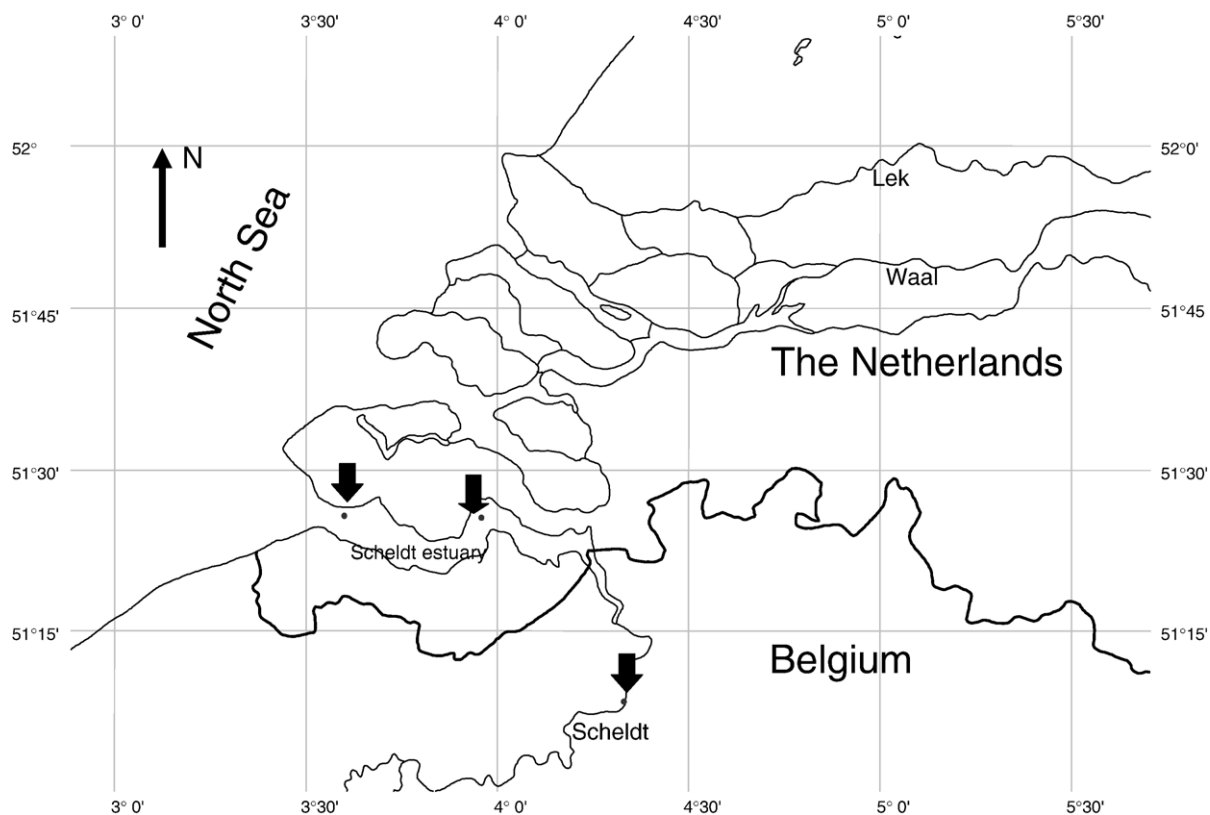 3° 0' 3°30' 4° 0' 4°30' 5° 0' 5°30'
52° 52° 0'
N
Lek
North Sea
Waal
51°45' 51°45'
The Netherlands
51°30' 51°30'
Scheldt estuary
51°15' 51°15'
Belgium
Scheldt
3° 0' 3°30' 4° 0' 4°30' 5° 0' 5°30'